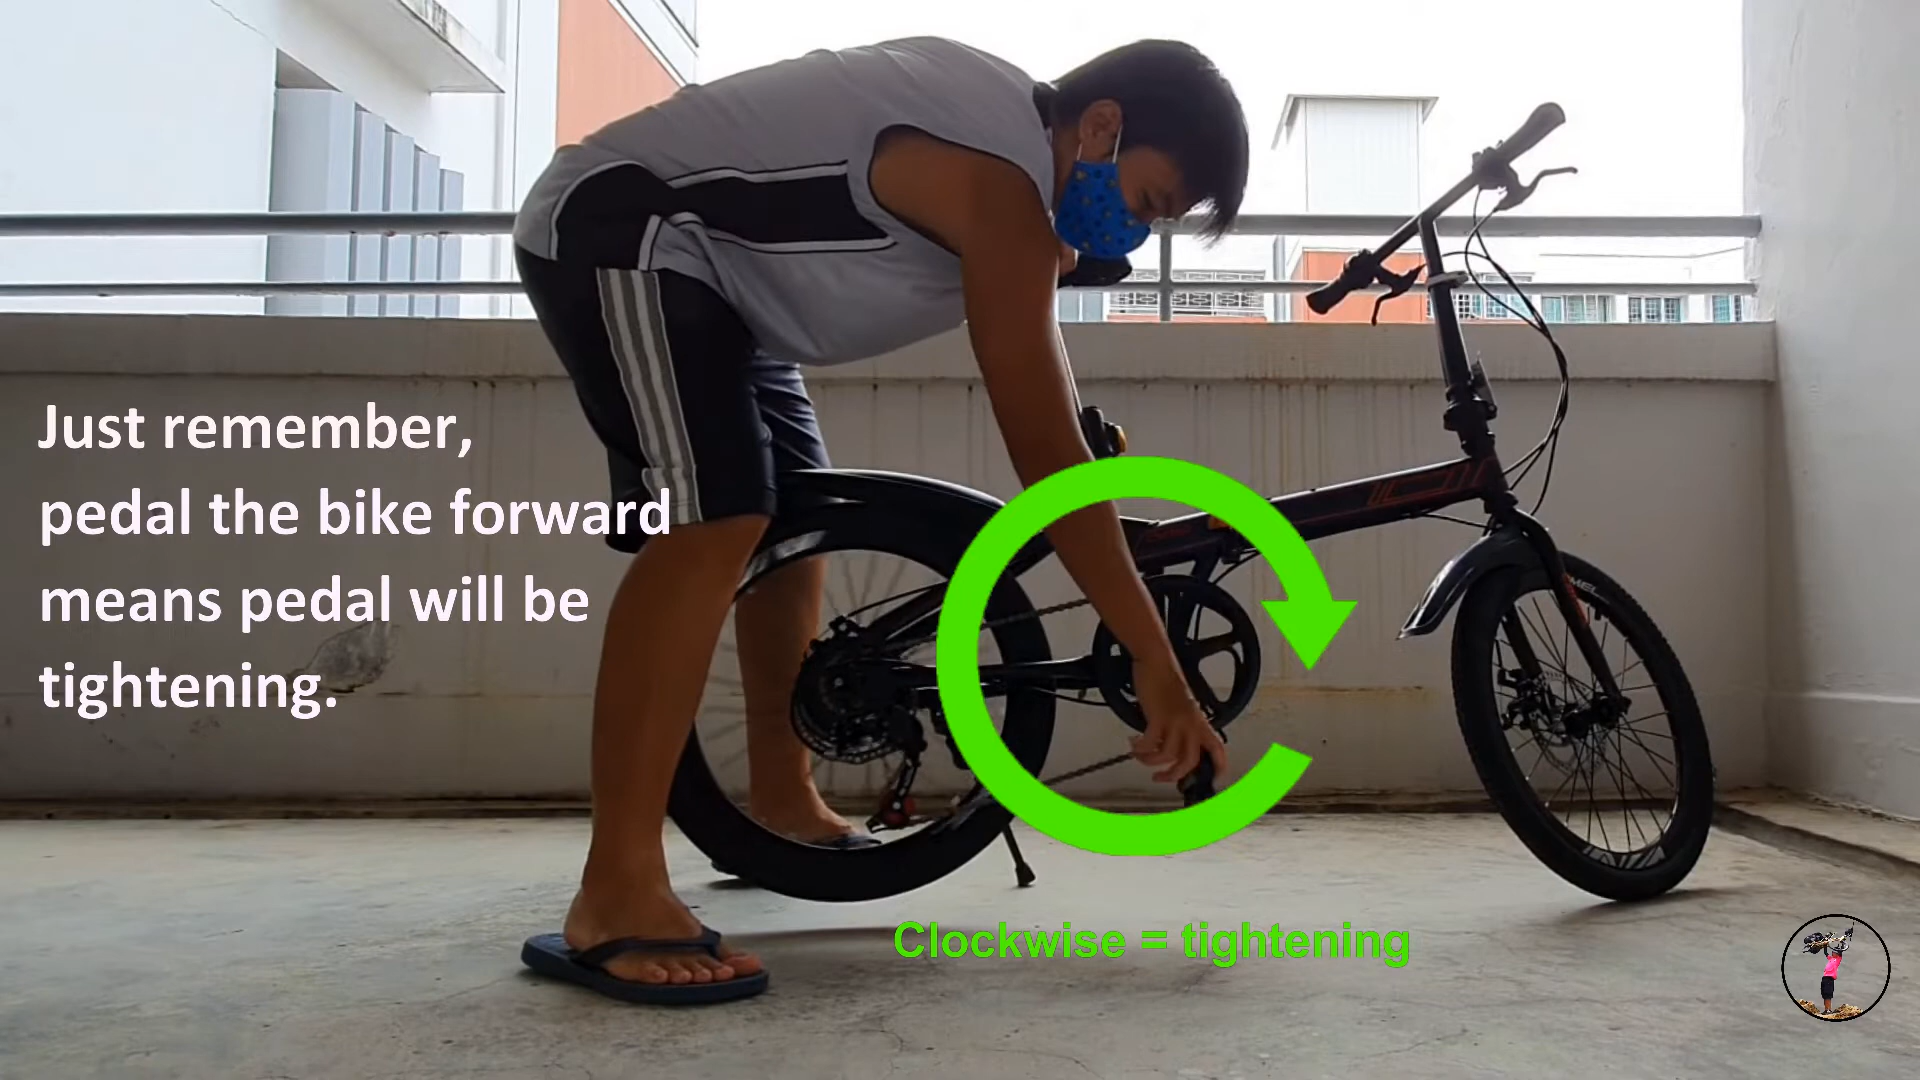 Just remember,
pedal the bike forward
means pedal will be
tightening.
Clockwise = tightening